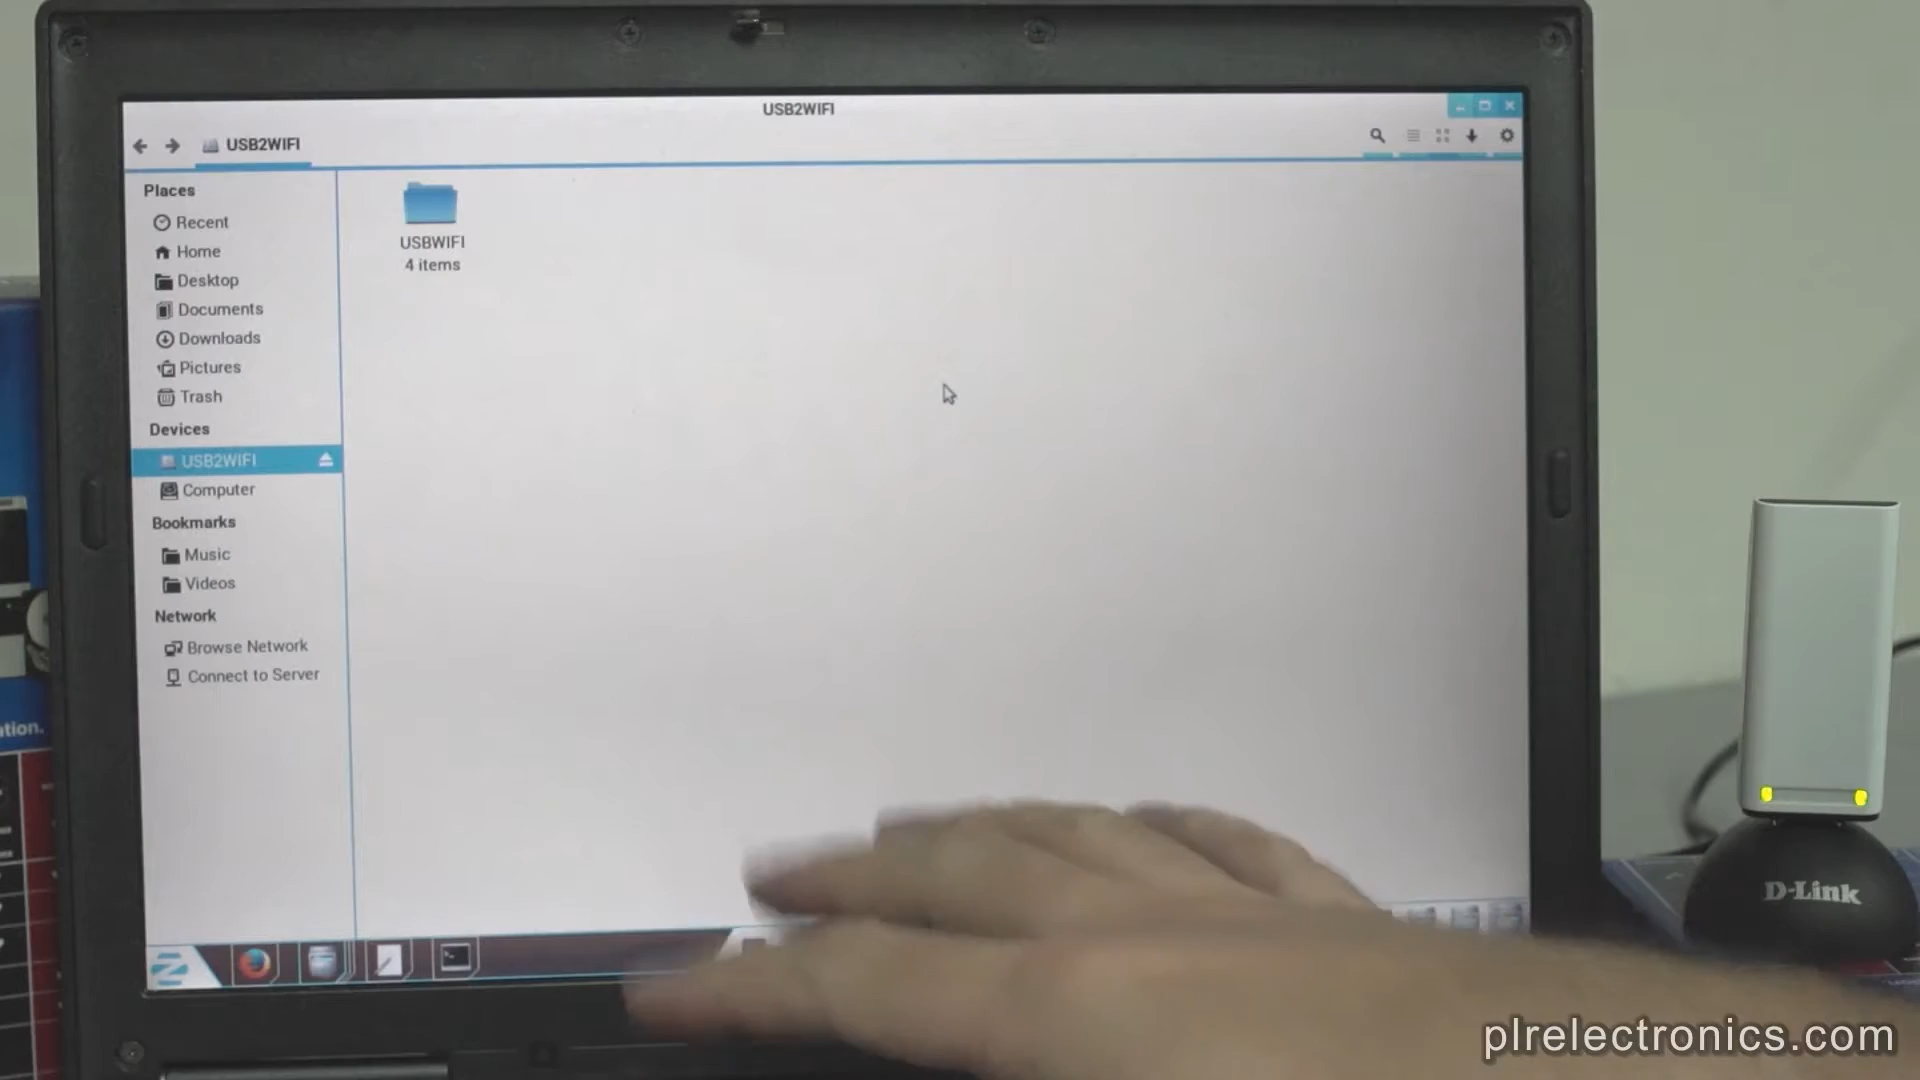 USB2WIFI
USB2WIFI
Places
Recent
Home
Desktop
Documents
Downloads
Pictures
Trash
Devices
USB2WIFI
Computer
Bookmarks
Music
Videos
Network
Browse Network
Connect to Server
USBWIFI
4 items
ation.
D-Link
plrelectronics.com